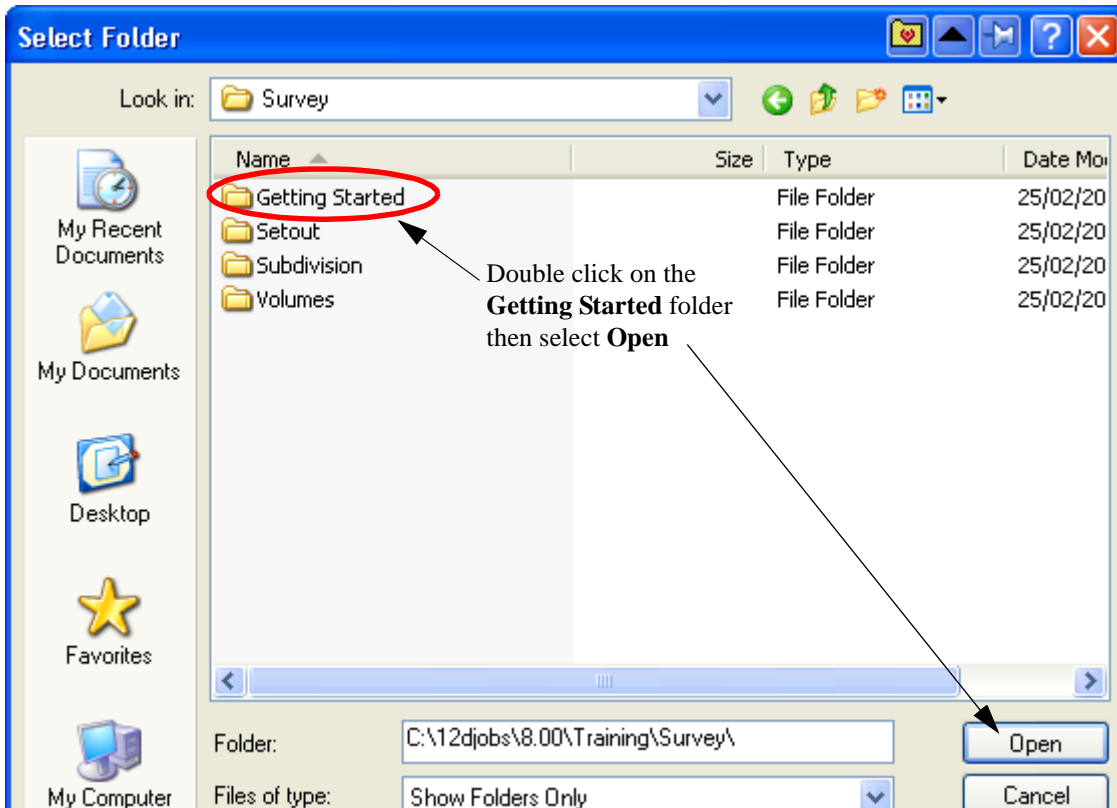 Select Folder
Look in:
Survey
Name
Size
Type
Date Mo
Getting Started
File Folder
25/02/20
Setout
File Folder
25/02/20
Subdivision
File Folder
25/02/20
Volumes
File Folder
25/02/20
My Recent
Documents
My Documents
Desktop
Favorites
My Computer
Double click on the
Getting Started folder
then select Open
Folder:
C:\12djobs\8.00\Training\Survey\
Open
Files of type:
Show Folders Only
Cancel